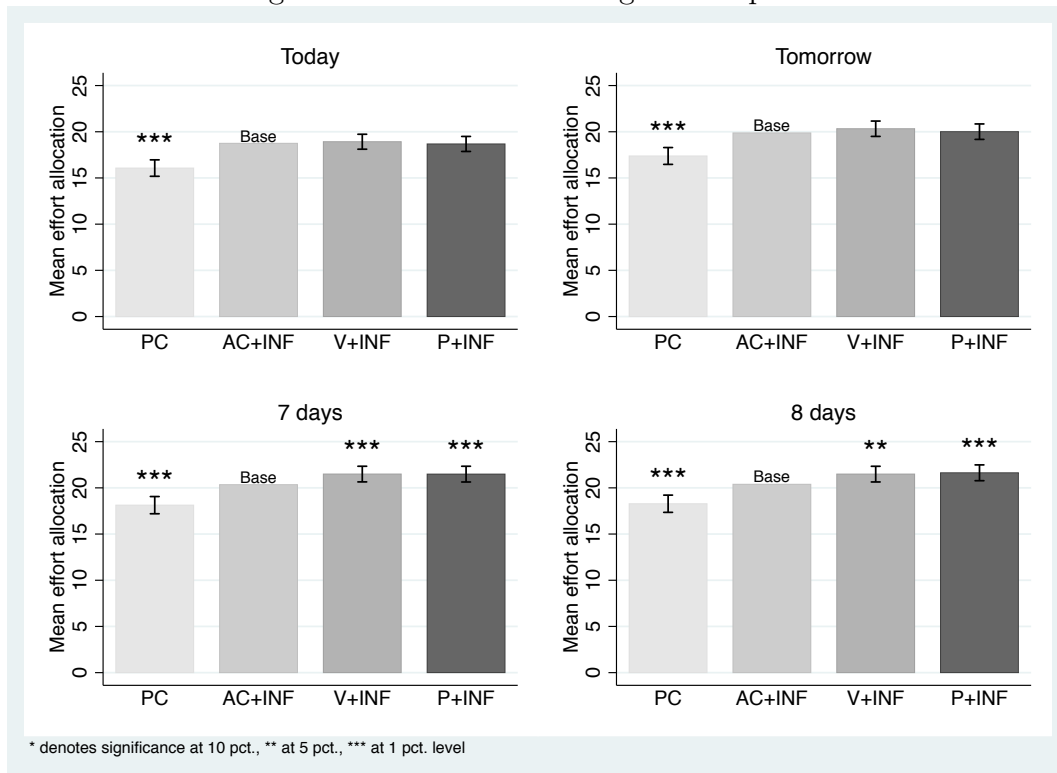 Today
Tomorrow
Mean effort allocation
0 5 10 15 20 25
***
Base
PC AC+INF V+INF P+INF
Mean effort allocation
0 5 10 15 20 25
***
Base
PC AC+INF V+INF P+INF
7 days
8 days
Mean effort allocation
0 5 10 15 20 25
***
Base
***
***
PC AC+INF V+INF P+INF
Mean effort allocation
0 5 10 15 20 25
***
Base
**
***
PC AC+INF V+INF P+INF
* denotes significance at 10 pct., ** at 5 pct., *** at 1 pct. level